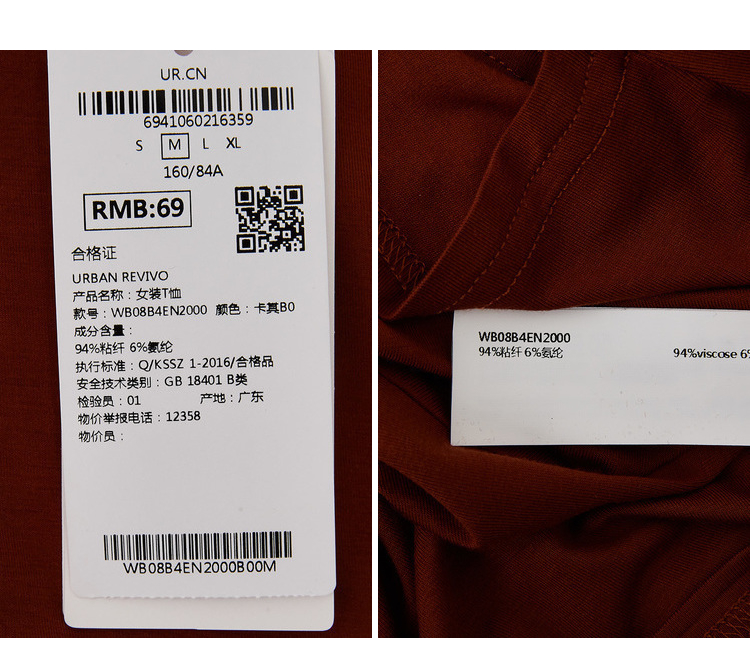 UR.CN
6941060216359
S M L XL
160/84A
RMB:69
合格证
URBAN REVIVO
产品名称：女装T恤
款号：WB08B4EN2000 颜色：卡其B0
成分含量：
94%粘纤 6%氨纶
执行标准：Q/KSSZ 1-2016/合格品
安全技术类别：GB 18401 B类
检验员：01 产地：广东
物价举报电话：12358
物价员：
WB08B4EN2000B00M
WB08B4EN2000
94%粘纤 6%氨纶 94%viscose 6%